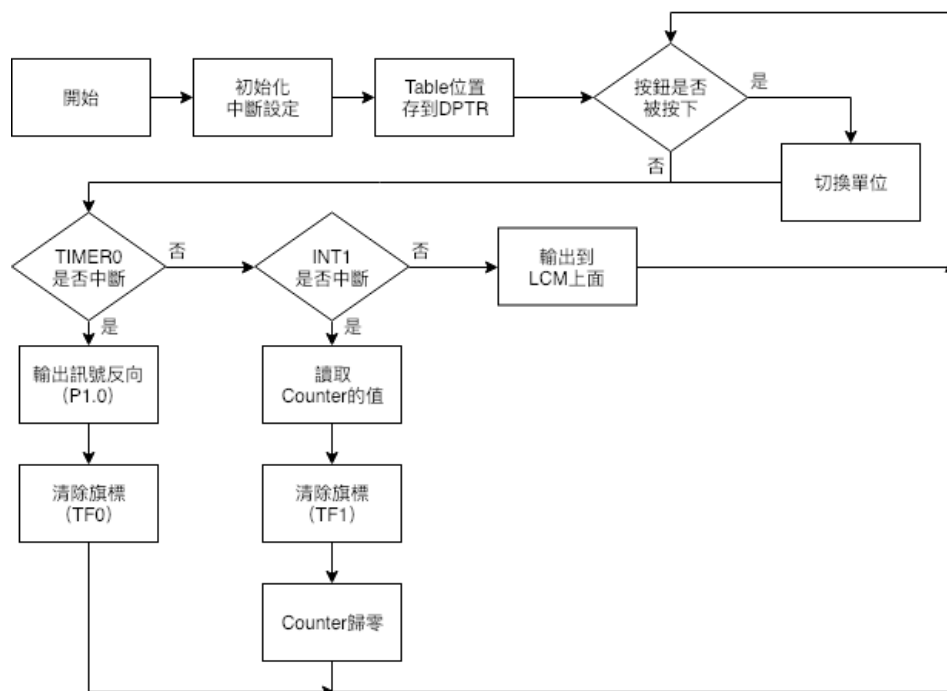 開始
初始化
中斷設定
Table位置
存到DPTR
按鈕是否
被按下
是
切換單位
否
TIMER0
是否中斷
否
INT1
是否中斷
否
輸出到
LCM上面
是
輸出訊號反向
（P1.0）
清除旗標
（TF0）
是
讀取
Counter的值
清除旗標
（TF1）
Counter歸零